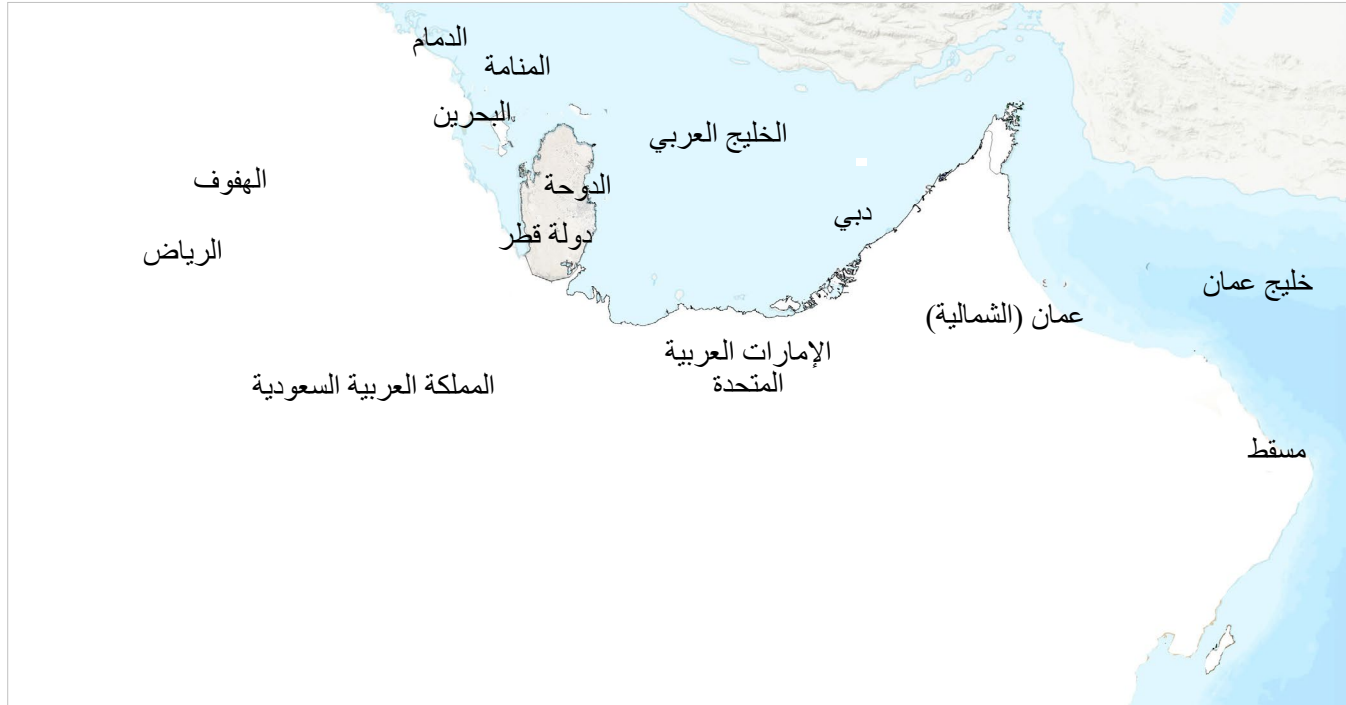 الدمام
المنامة
البحرين
الخليج العربي
الهفوف
الدوحة
دبي
دولة قطر
الرياض
خليج عمان
عمان (الشمالية)
الإمارات العربية
المتحدة
المملكة العربية السعودية
مسقط